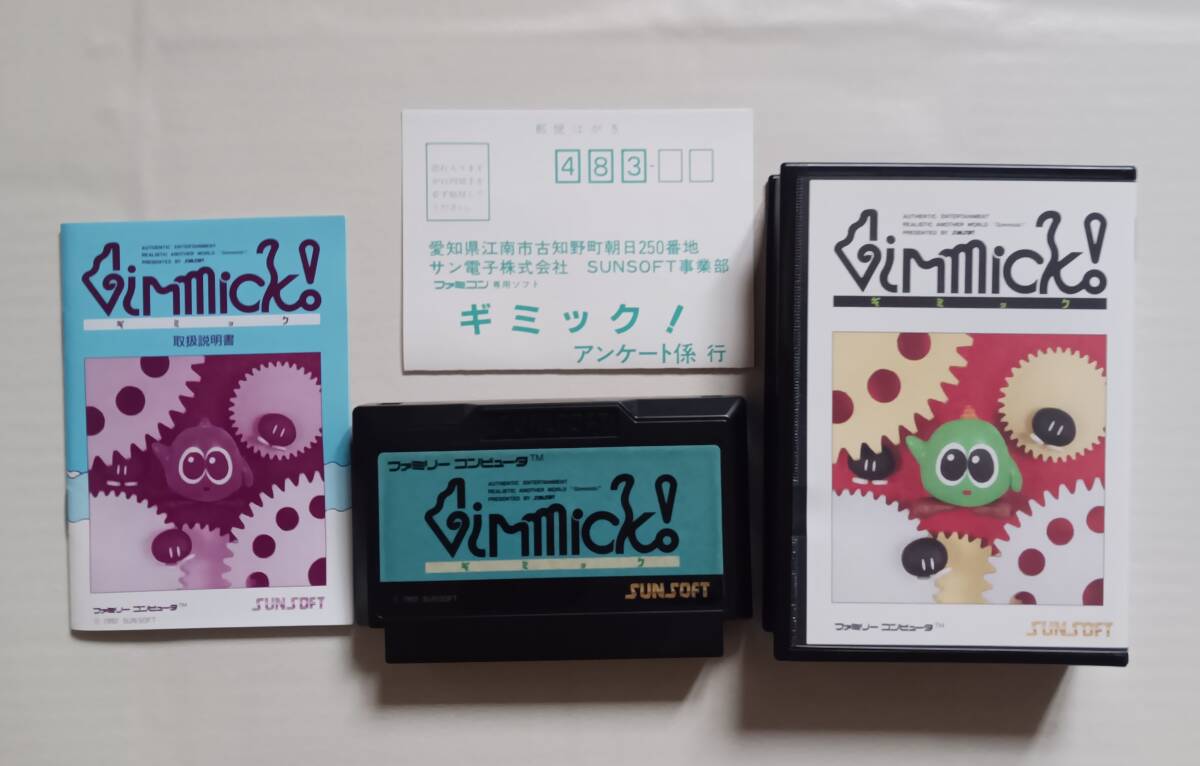 AUTHENTIC ENTERTAINMENT
REALISTIC ANOTHER WORLD "Gimmick!"
PRESENTED BY SUNSOFT
Gimmick!
ギミック
取扱説明書
ファミリー コンピュータ™
SUNSOFT
© 1992 SUNSOFT
郵便はがき
483-
愛知県江南市古知野町朝日250番地
サン電子株式会社 SUNSOFT事業部
ファミコン専用ソフト
ギミック!
アンケート係 行
ファミリー コンピュータ™
AUTHENTIC ENTERTAINMENT
REALISTIC ANOTHER WORLD "Gimmick!"
PRESENTED BY SUNSOFT
Gimmick!
ギミック
SUNSOFT
© 1992 SUNSOFT
AUTHENTIC ENTERTAINMENT
REALISTIC ANOTHER WORLD "Gimmick!"
PRESENTED BY SUNSOFT
Gimmick!
ギミック
ファミリー コンピュータ™
SUNSOFT